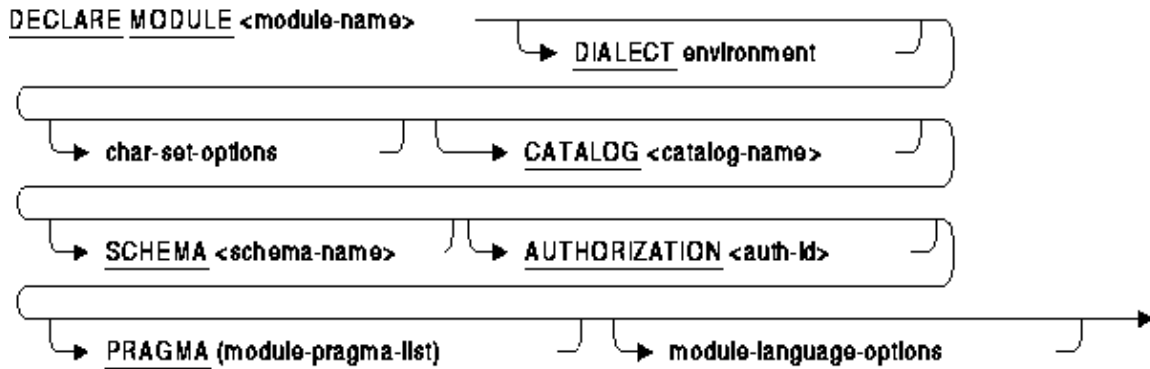 DECLARE MODULE <module-name>
DIALECT environment
char-set-options CATALOG <catalog-name>
SCHEMA <schema-name> AUTHORIZATION <auth-id>
PRAGMA (module-pragma-list) module-language-options